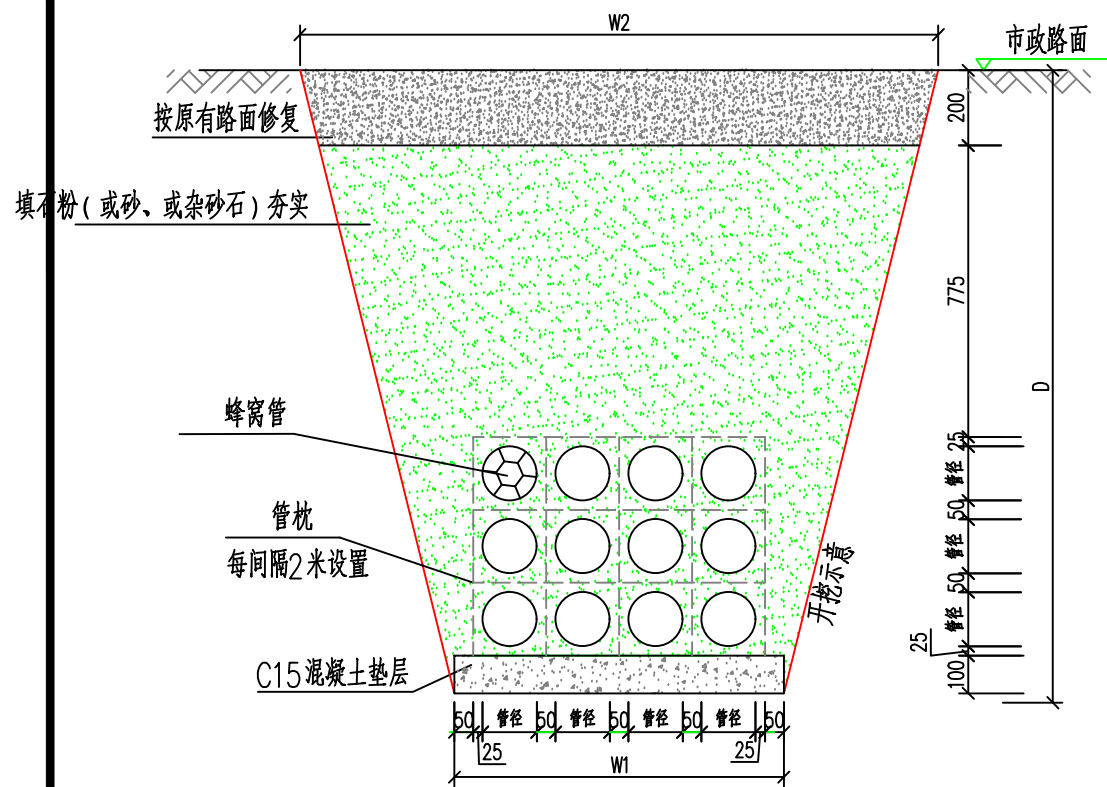 W2
市政路面
200
按原有路面修复
填石粉(或砂、或杂砂石)夯实
775
D
蜂窝管
25
管径
50
管枕
每间隔2米设置
管径
50
开挖示意
管径
25
C15混凝土垫层
100
50 管径 50 管径 50 管径 50 管径 50
25 25
W1